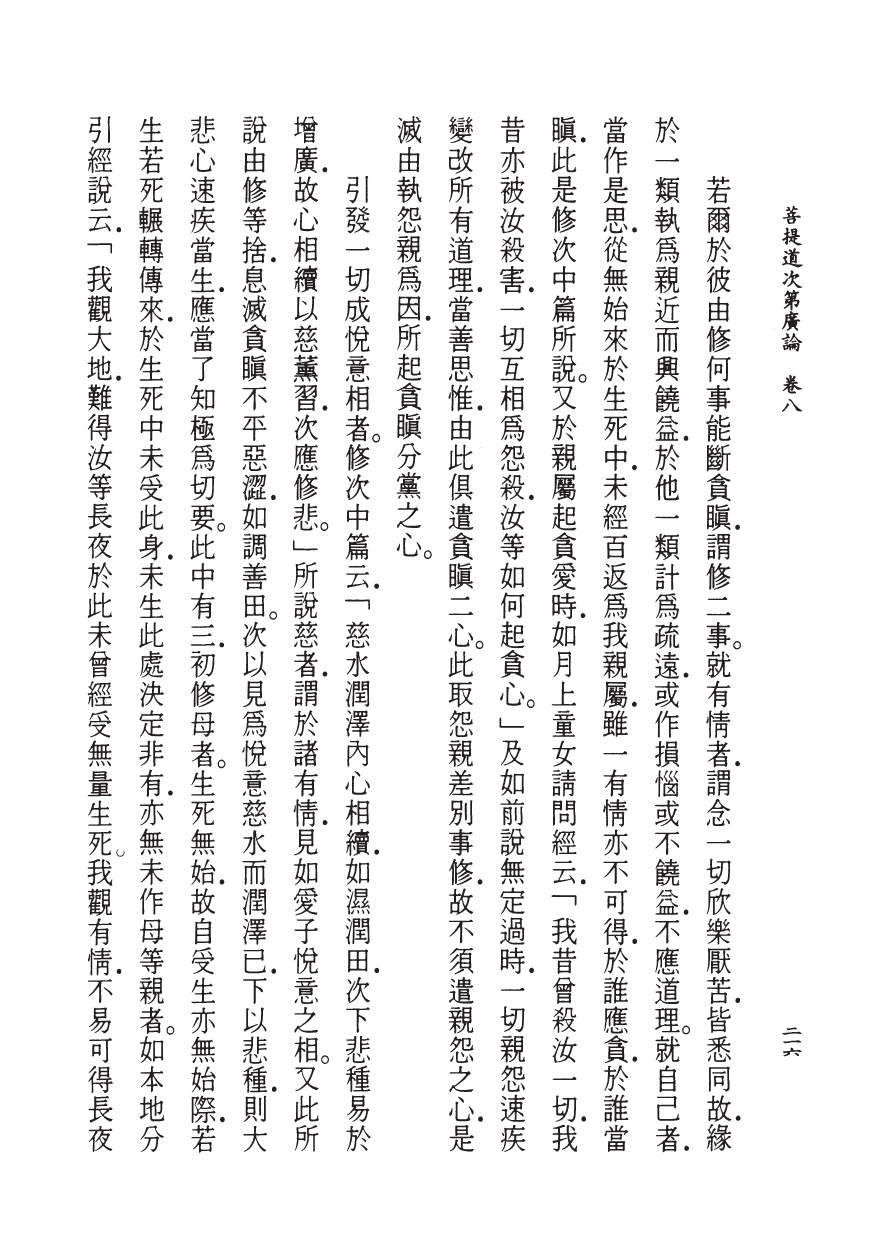 菩提道次第廣論　卷八
二一六
若爾於彼由修何事能斷貪瞋．謂修二事。就有情者．謂念一切欣樂厭苦．皆悉同故．緣
於一類執爲親近而興饒益．於他一類計爲疏遠．或作損惱或不饒益．不應道理。就自己者．
當作是思．從無始來於生死中．未經百返爲我親屬．雖一有情亦不可得．於誰應貪．於誰當
瞋．此是修次中篇所說。又於親屬起貪愛時．如月上童女請問經云．「我昔曾殺汝一切．我
昔亦被汝殺害．一切互相爲怨殺．汝等如何起貪心。」及如前說無定過時．一切親怨速疾
變改所有道理．當善思惟．由此俱遣貪瞋二心。此取怨親差別事修．故不須遣親怨之心．是
滅由執怨親爲因．所起貪瞋分黨之心。
引發一切成悅意相者。修次中篇云．「慈水潤澤內心相續．如濕潤田．次下悲種易於
增廣．故心相續以慈薰習．次應修悲。」所說慈者．謂於諸有情．見如愛子悅意之相。又此所
說由修等捨．息滅貪瞋不平惡澀．如調善田。次以見爲悅意慈水而潤澤已．下以悲種．則大
悲心速疾當生．應當了知極爲切要。此中有三．初修母者。生死無始．故自受生亦無始際．若
生若死輾轉傳來．於生死中未受此身．未生此處決定非有．亦無未作母等親者。如本地分
引經說云．「我觀大地．難得汝等長夜於此未曾經受無量生死。我觀有情．不易可得長夜